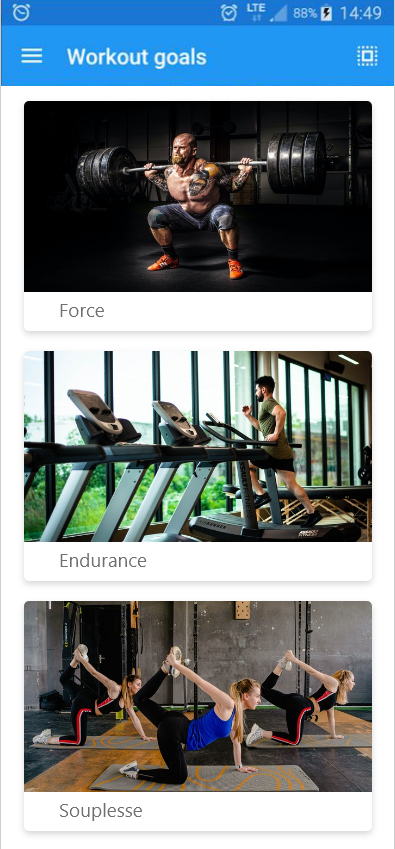 LTE 88% 14:49
Workout goals
Force
Endurance
Souplesse